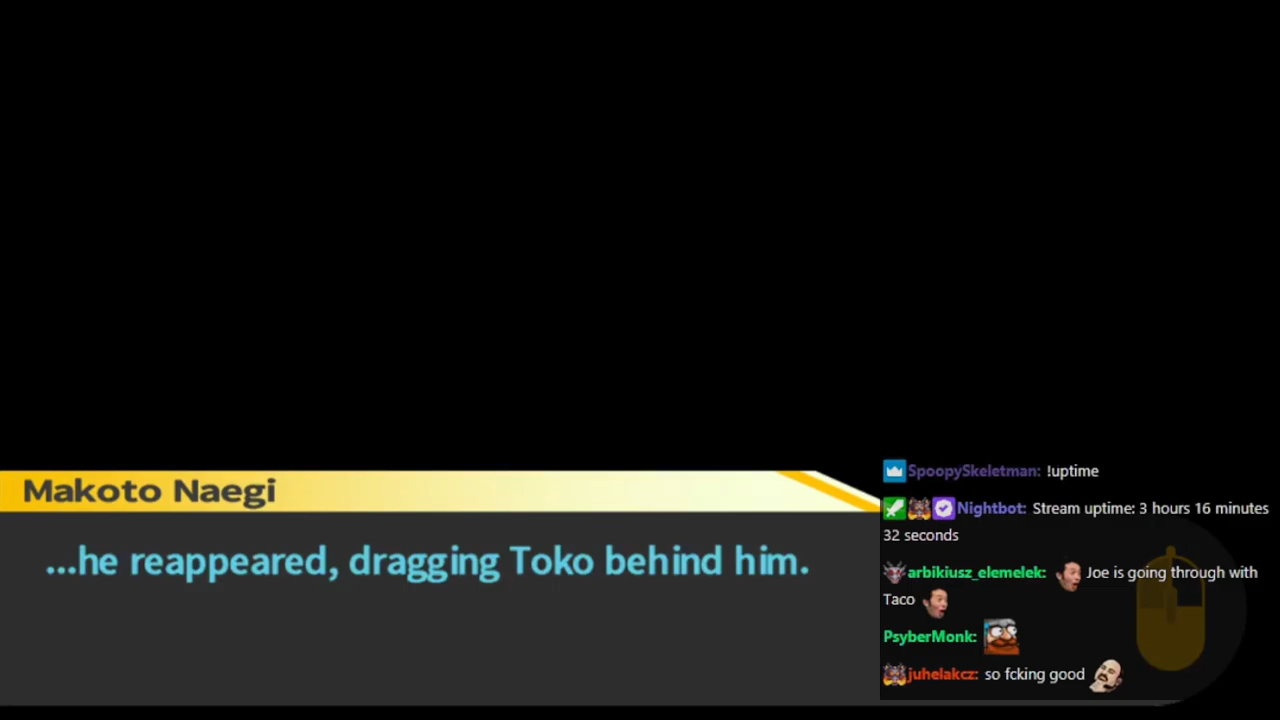 Makoto Naegi
...he reappeared, dragging Toko behind him.
SpoopySkeletman: !uptime
Nightbot: Stream uptime: 3 hours 16 minutes
32 seconds
arbikiusz_elemelek: Joe is going through with
Taco
PsyberMonk:
juhelakcz: so fcking good